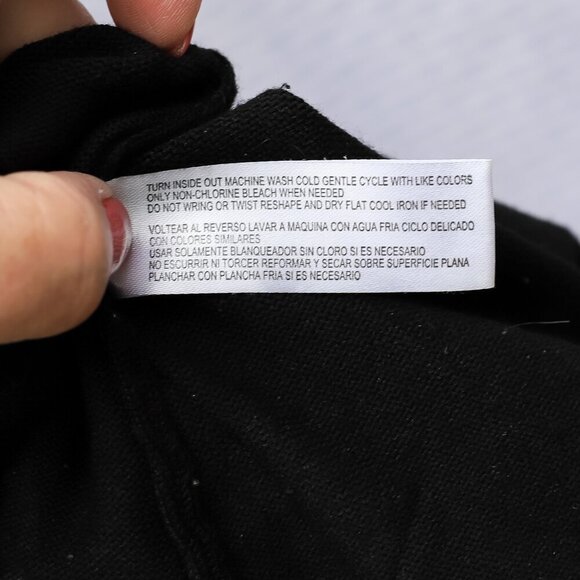 TURN INSIDE OUT MACHINE WASH COLD GENTLE CYCLE WITH LIKE COLORS
ONLY NON-CHLORINE BLEACH WHEN NEEDED
DO NOT WRING OR TWIST RESHAPE AND DRY FLAT COOL IRON IF NEEDED
VOLTEAR AL REVERSO LAVAR A MAQUINA CON AGUA FRIA CICLO DELICADO
CON COLORES SIMILARES
USAR SOLAMENTE BLANQUEADOR SIN CLORO SI ES NECESARIO
NO ESCURRIR NI TORCER REFORMAR Y SECAR SOBRE SUPERFICIE PLANA
PLANCHAR CON PLANCHA FRIA SI ES NECESARIO